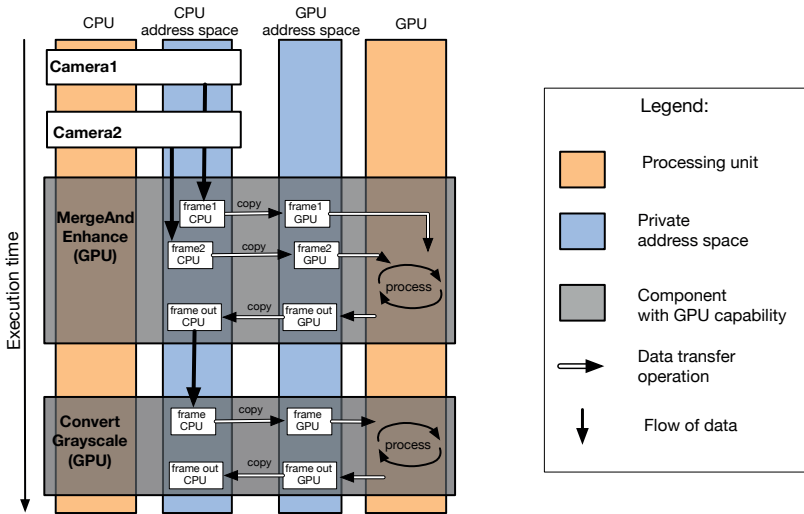 CPU
CPU
address space
GPU
address space
GPU
Camera1
Camera2
Execution time
MergeAnd
Enhance
(GPU)
frame1
CPU
copy
frame1
GPU
frame2
CPU
copy
frame2
GPU
process
frame out
CPU
copy
frame out
GPU
Convert
Grayscale
(GPU)
frame
CPU
copy
frame
GPU
process
frame out
CPU
copy
frame out
GPU
Legend:
Processing unit
Private
address space
Component
with GPU capability
Data transfer
operation
Flow of data